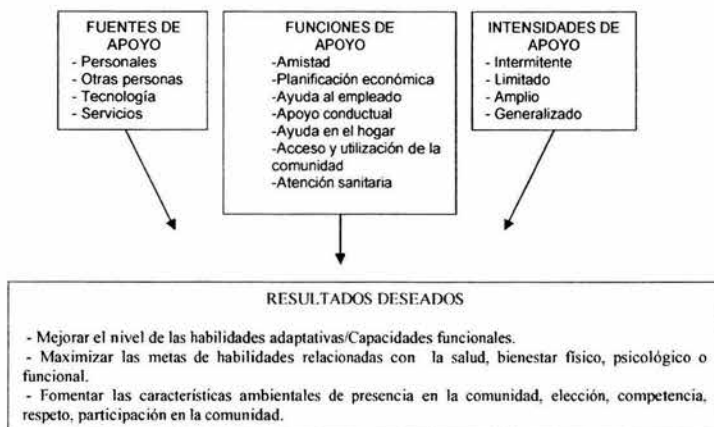 FUENTES DE
APOYO
- Personales
- Otras personas
- Tecnología
- Servicios
FUNCIONES DE
APOYO
-Amistad
-Planificación económica
-Ayuda al empleado
-Apoyo conductual
-Ayuda en el hogar
-Acceso y utilización de la
comunidad
-Atención sanitaria
INTENSIDADES DE
APOYO
- Intermitente
- Limitado
- Amplio
- Generalizado
RESULTADOS DESEADOS
- Mejorar el nivel de las habilidades adaptativas/Capacidades funcionales.
- Maximizar las metas de habilidades relacionadas con la salud, bienestar físico, psicológico o
funcional.
- Fomentar las características ambientales de presencia en la comunidad, elección, competencia,
respeto, participación en la comunidad.